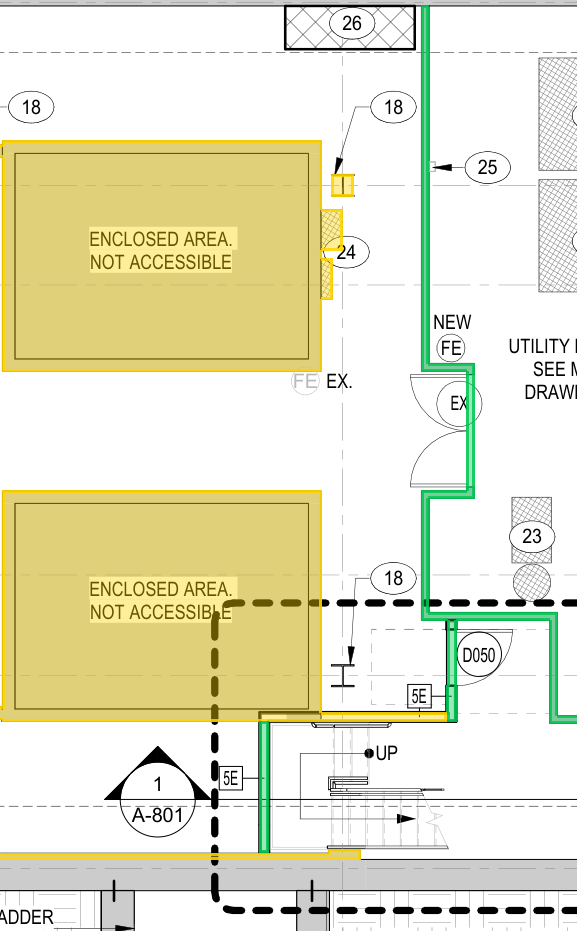 26
18
18
25
ENCLOSED AREA.
NOT ACCESSIBLE
24
NEW
FE
FE EX.
UTILITY
SEE M
DRAW
EX
23
ENCLOSED AREA.
NOT ACCESSIBLE
18
D050
5E
UP
5E
1
A-801
ADDER